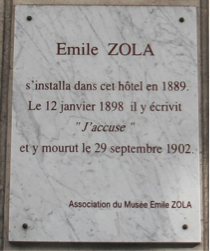 Emile ZOLA
s'installa dans cet hôtel en 1889.
Le 12 janvier 1898 il y écrivit
"J'accuse"
et y mourut le 29 septembre 1902.
Association du Musée Emile ZOLA